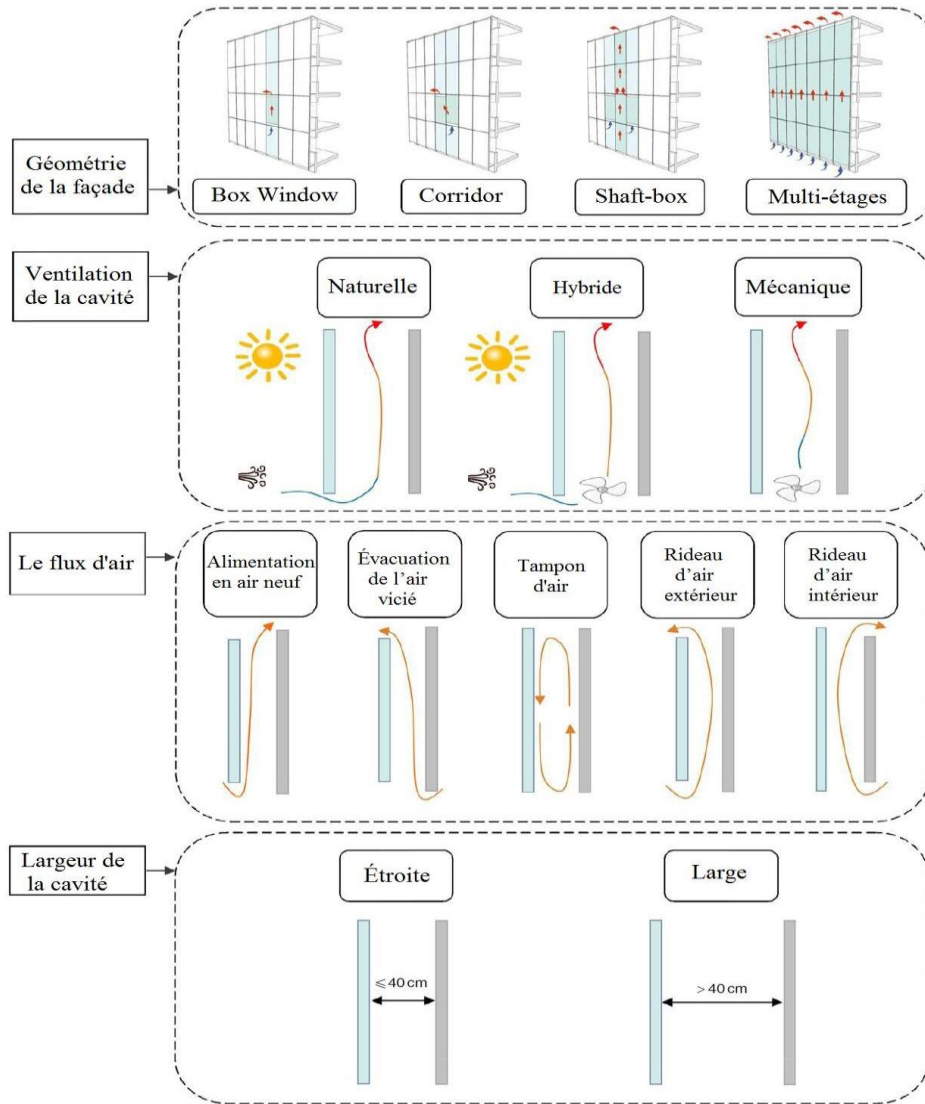 Géométrie
de la façade
Box Window
Corridor
Shaft-box
Multi-étages
Ventilation
de la cavité
Naturelle
Hybride
Mécanique
Le flux d'air
Alimentation
en air neuf
Évacuation
de l’air
vicié
Tampon
d'air
Rideau
d’air
extérieur
Rideau
d’air
intérieur
Largeur de
la cavité
Étroite
Large
⩽ 40 cm
> 40 cm